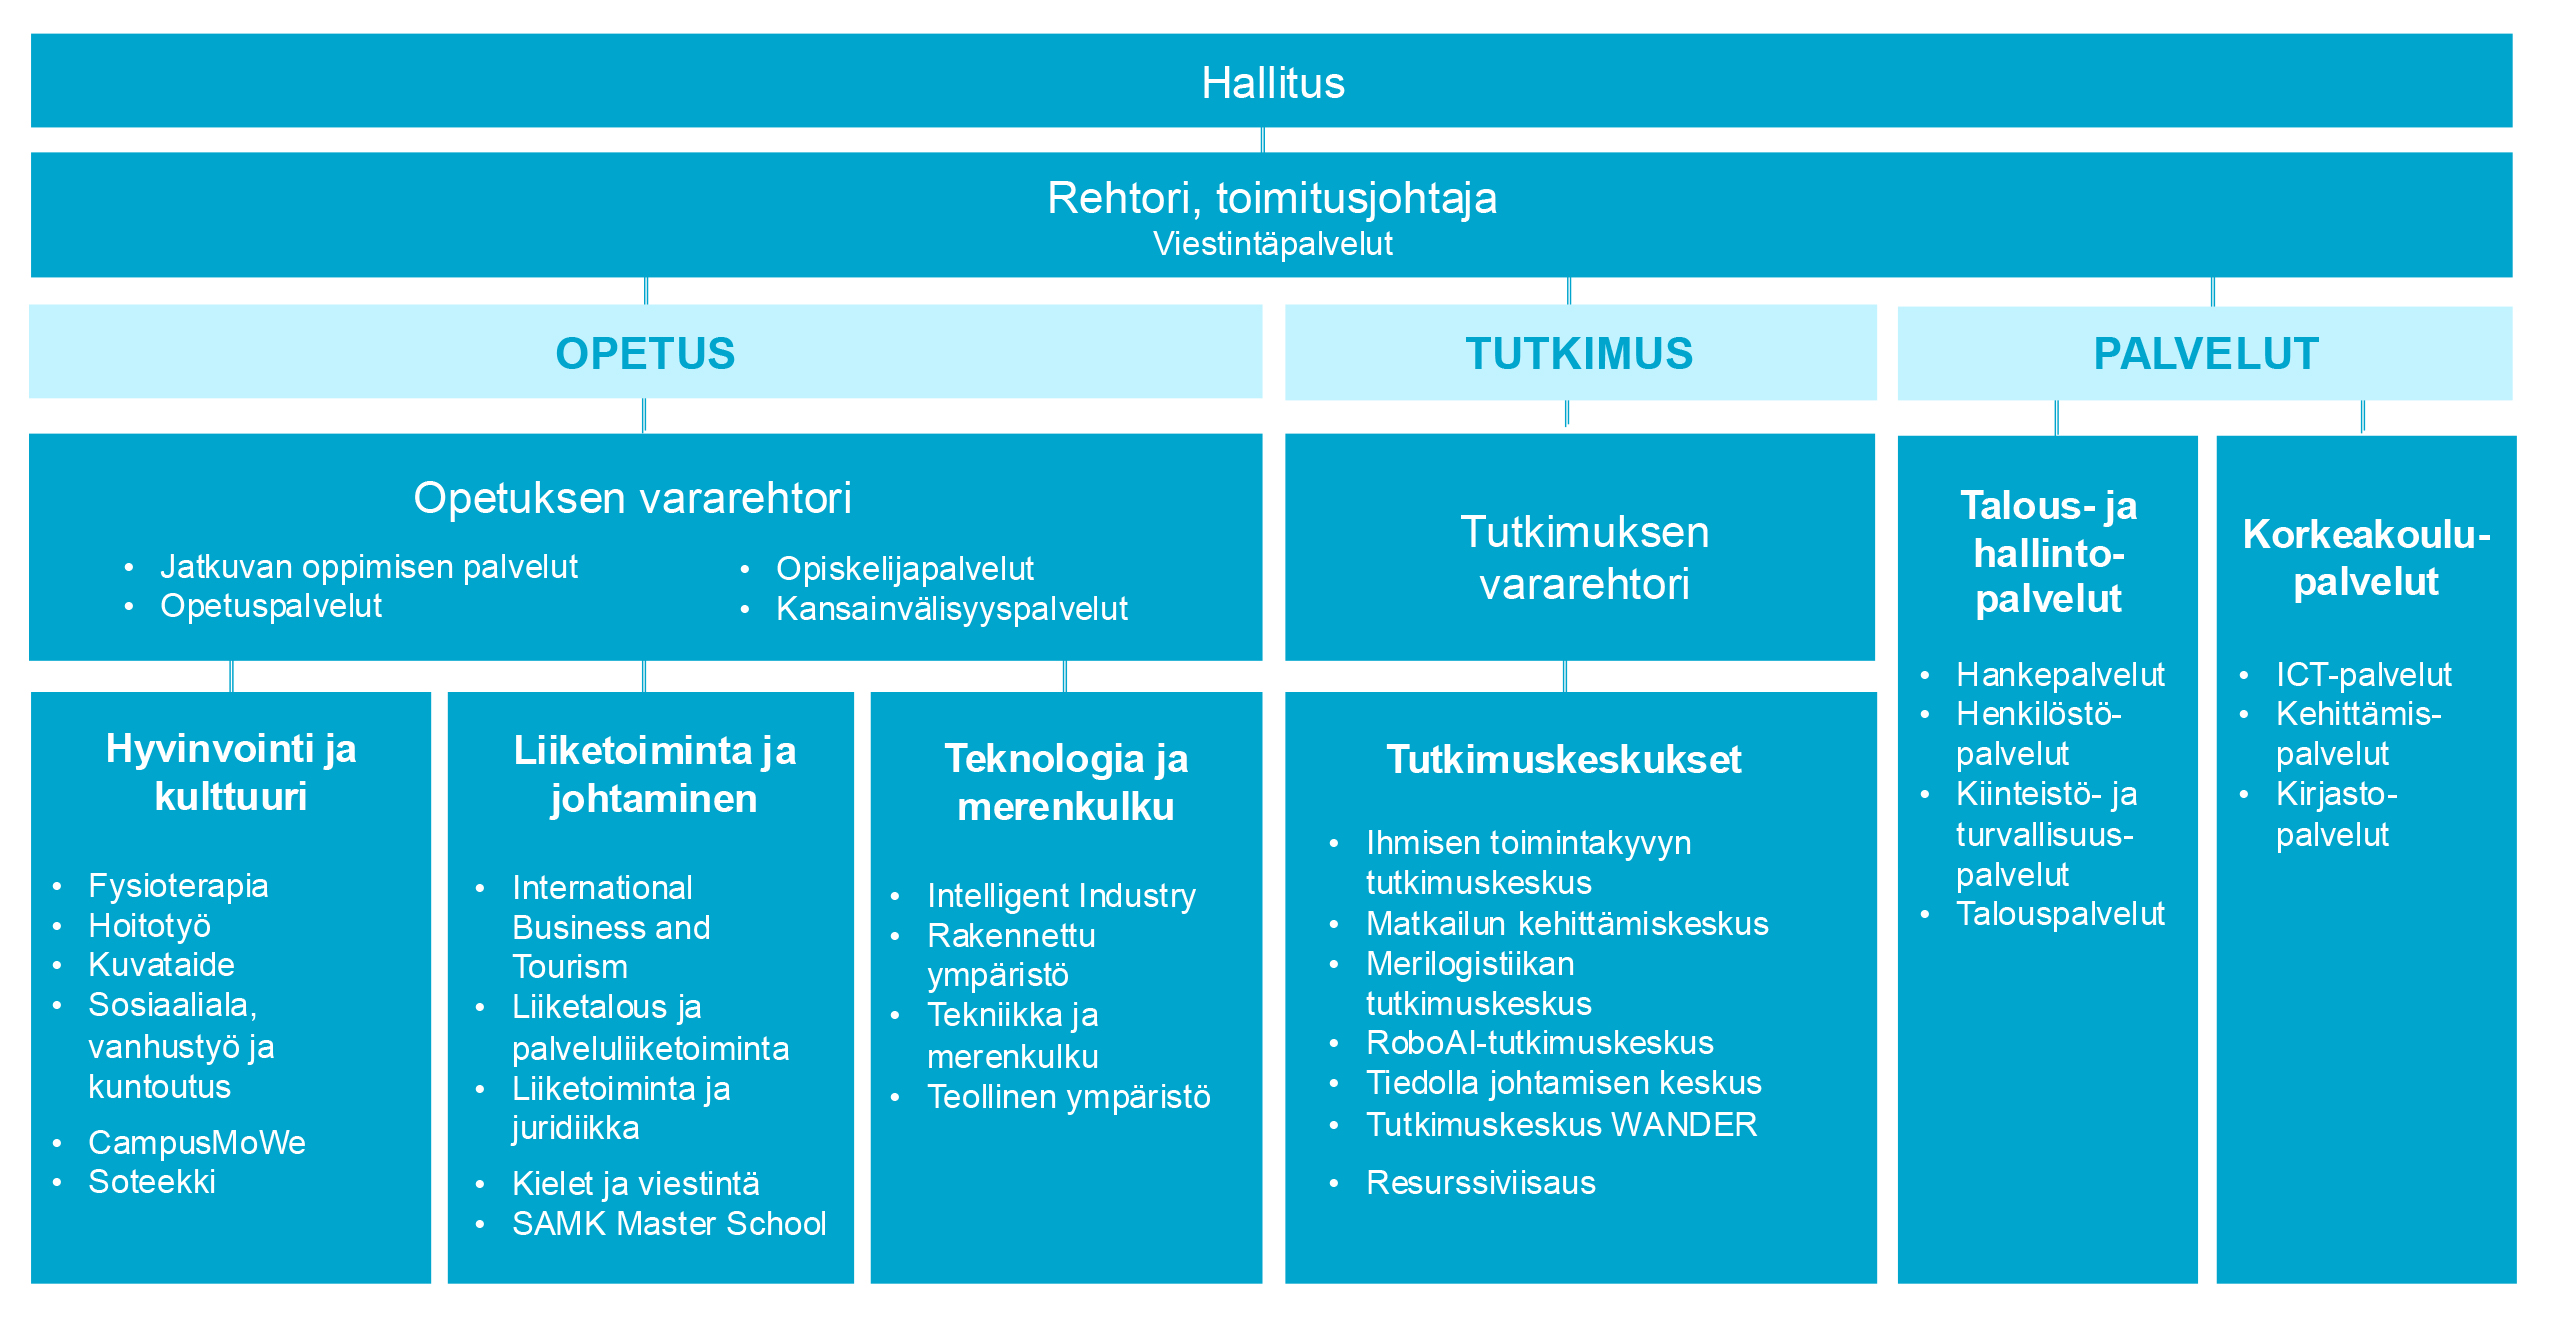 Hallitus
Rehtori, toimitusjohtaja
Viestintäpalvelut
OPETUS
TUTKIMUS
PALVELUT
Opetuksen vararehtori
• Jatkuvan oppimisen palvelut
• Opetuspalvelut
• Opiskelijapalvelut
• Kansainvälisyyspalvelut
Tutkimuksen
vararehtori
Talous- ja
hallinto-
palvelut
• Hankepalvelut
• Henkilöstö-
palvelut
• Kiinteistö- ja
turvallisuus-
palvelut
• Talouspalvelut
Korkeakoulu-
palvelut
• ICT-palvelut
• Kehittämis-
palvelut
• Kirjasto-
palvelut
Hyvinvointi ja
kulttuuri
• Fysioterapia
• Hoitotyö
• Kuvataide
• Sosiaaliala,
vanhustyö ja
kuntoutus
• CampusMoWe
• Soteekki
Liiketoiminta ja
johtaminen
• International
Business and
Tourism
• Liiketalous ja
palveluliiketoiminta
• Liiketoiminta ja
juridiikka
• Kielet ja viestintä
• SAMK Master School
Teknologia ja
merenkulku
• Intelligent Industry
• Rakennettu
ympäristö
• Tekniikka ja
merenkulku
• Teollinen ympäristö
Tutkimuskeskukset
• Ihmisen toimintakyvyn
tutkimuskeskus
• Matkailun kehittämiskeskus
• Merilogistiikan
tutkimuskeskus
• RoboAI-tutkimuskeskus
• Tiedolla johtamisen keskus
• Tutkimuskeskus WANDER
• Resurssiviisaus